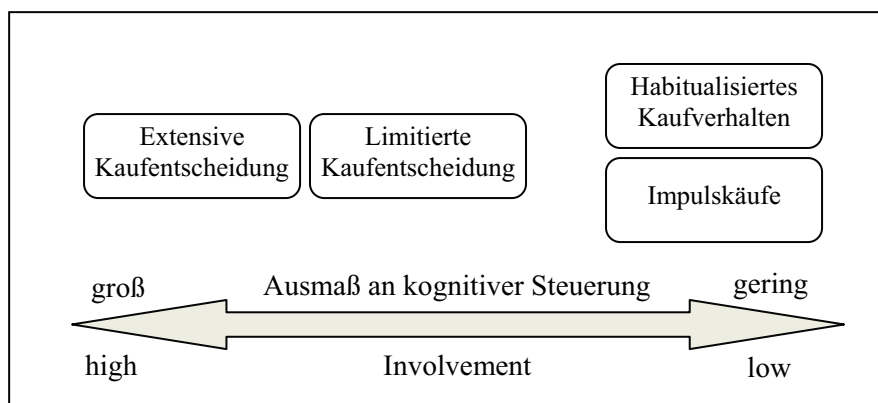 Extensive
Kaufentscheidung
Limitierte
Kaufentscheidung
Habitualisiertes
Kaufverhalten
Impulskäufe
groß
Ausmaß an kognitiver Steuerung
gering
high
Involvement
low